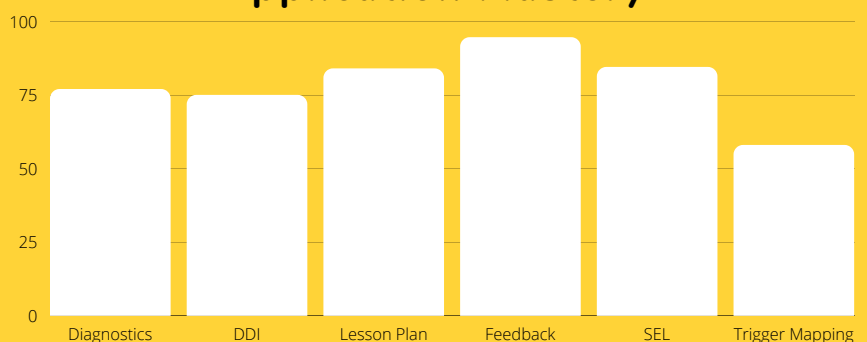 100
75
50
25
0
Diagnostics
DDI
Lesson Plan
Feedback
SEL
Trigger Mapping